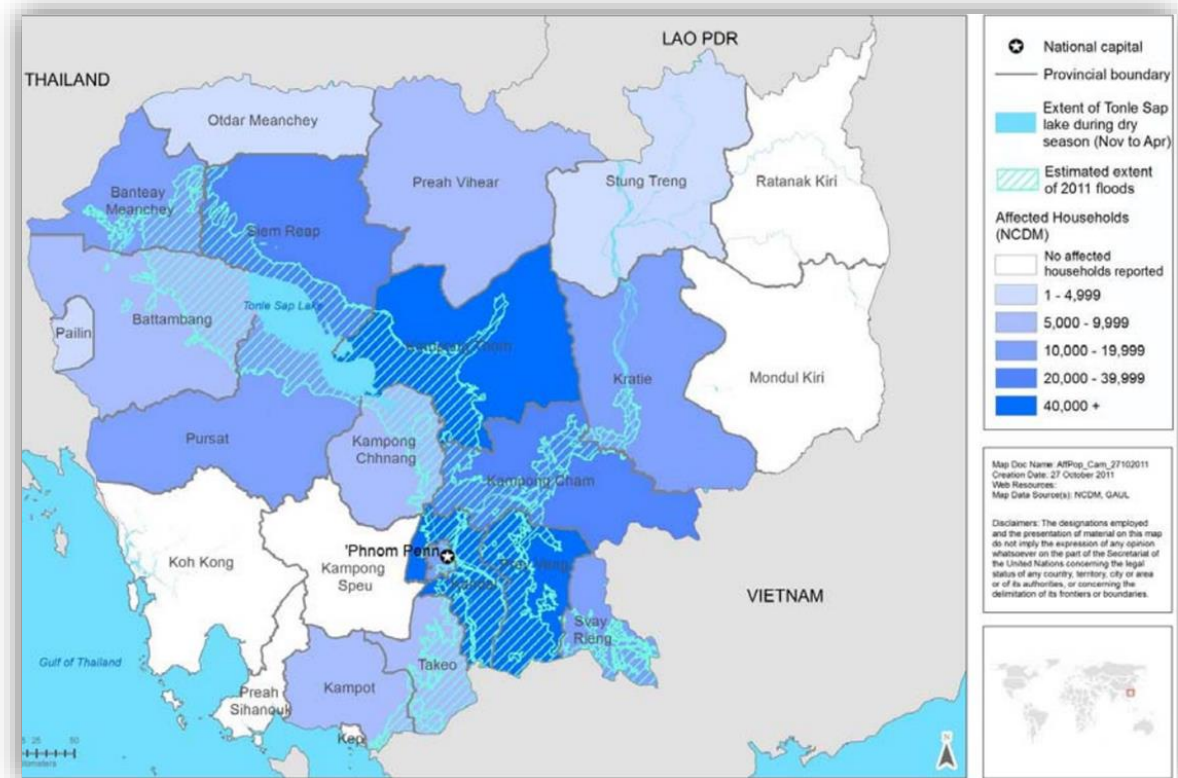 LAO PDR
THAILAND
Otdar Meanchey
Banteay
Meanchey
Siem Reap
Preah Vihear
Stung Treng
Ratanak Kiri
Tonle Sap Lake
Battambang
Pailin
Kratie
Mondul Kiri
Pursat
Kampong
Chhnang
Kampong Cham
Koh Kong
'Phnom Penh
Kampong
Speu
VIETNAM
Svay
Rieng
Takeo
Gulf of Thailand
Kampot
Preah
Sihanouk
Kep
25
50
N
National capital
Provincial boundary
Extent of Tonle Sap
lake during dry
season (Nov to Apr)
Estimated extent
of 2011 floods
Affected Households
(NCDM)
No affected
households reported
1 - 4,999
5,000 - 9,999
10,000 - 19,999
20,000 - 39,999
40,000 +
Map Doc Name: AffPop_Cam_27102011
Creation Date: 27 October 2011
Web Resources:
Map Data Source(s): NCDM, GAUL
Disclaimers: The designations employed
and the presentation of material on this map
do not imply the expression of any opinion
whatsoever on the part of the Secretariat of
the United Nations concerning the legal
status of any country, territory, city or area
or of its authorities, or concerning the
delimitation of its frontiers or boundaries.